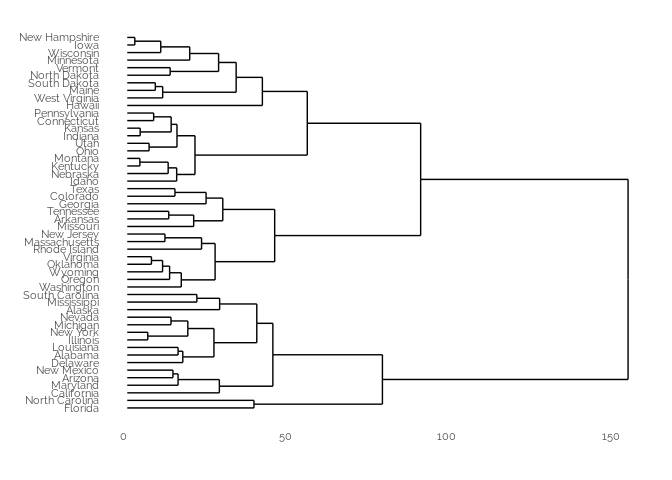 New Hampshire
Iowa
Wisconsin
Minnesota
Vermont
North Dakota
South Dakota
Maine
West Virginia
Hawaii
Pennsylvania
Connecticut
Kansas
Indiana
Utah
Ohio
Montana
Kentucky
Nebraska
Idaho
Texas
Colorado
Georgia
Tennessee
Arkansas
Missouri
New Jersey
Massachusetts
Rhode Island
Virginia
Oklahoma
Wyoming
Oregon
Washington
South Carolina
Mississippi
Alaska
Nevada
Michigan
New York
Illinois
Louisiana
Alabama
Delaware
New Mexico
Arizona
Maryland
California
North Carolina
Florida
0 50 100 150